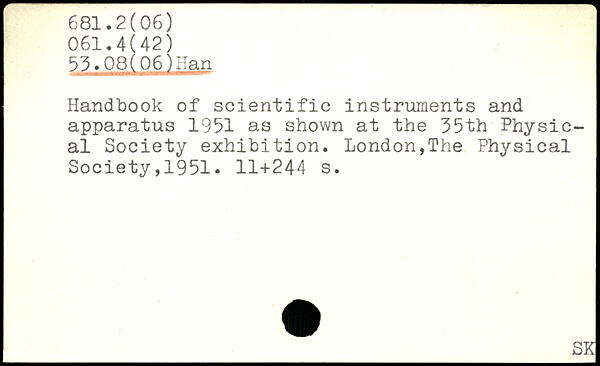 681.2(06)
061.4(42)
53.08(06)Han
Handbook of scientific instruments and
apparatus 1951 as shown at the 35th Physic-
al Society exhibition. London,The Physical
Society,1951. 11+244 s.
SK